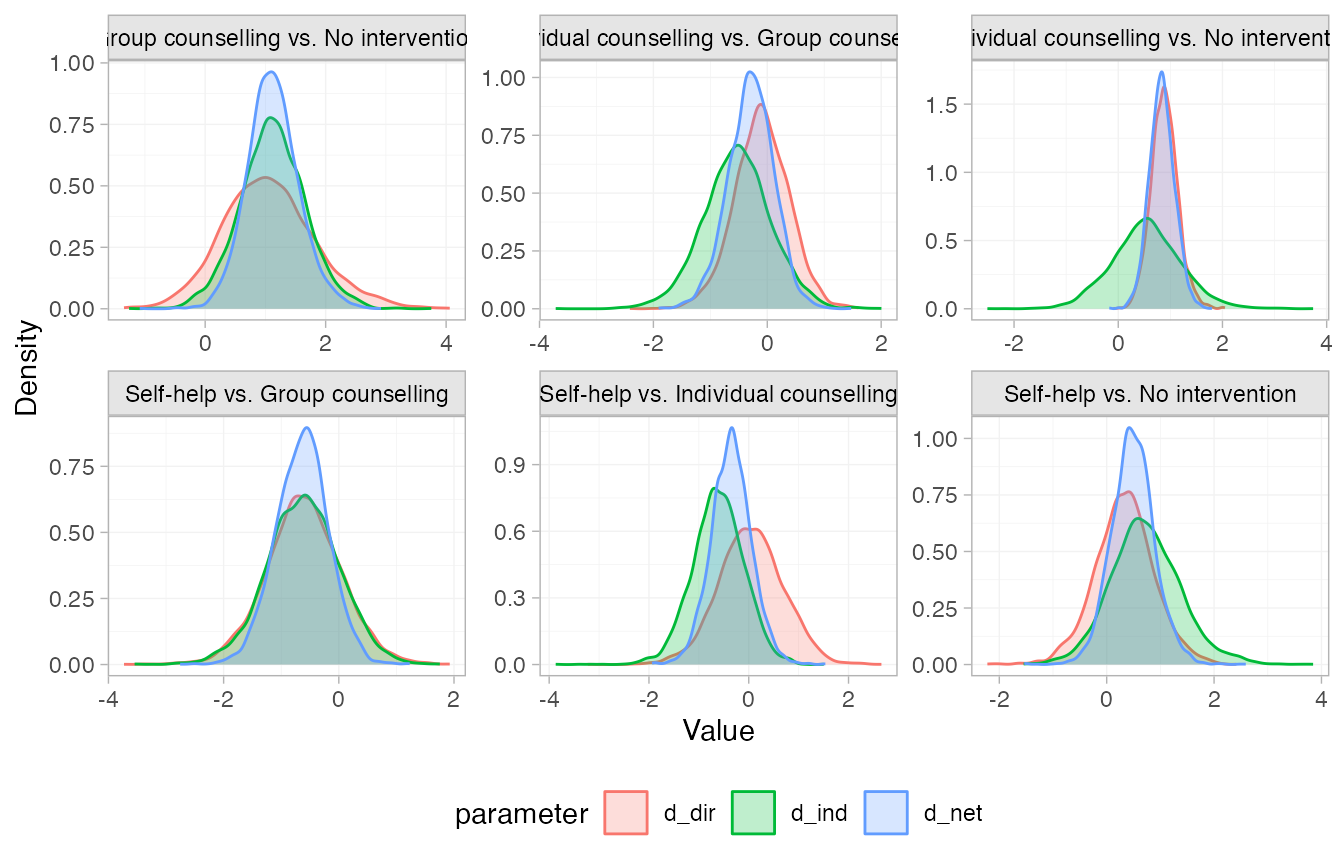 roup counselling vs. No interventio
vidual counselling vs. Group counse
ividual counselling vs. No intervent
1.00
0.75
0.50
0.25
0.00
0 2 4
1.00
0.75
0.50
0.25
0.00
-4 -2 0 2
1.5
1.0
0.5
0.0
-2 0 2 4
Self-help vs. Group counselling
Self-help vs. Individual counselling
Self-help vs. No intervention
0.75
0.50
0.25
0.00
-4 -2 0 2
0.9
0.6
0.3
0.0
-4 -2 0 2
1.00
0.75
0.50
0.25
0.00
-2 0 2 4
Density
Value
parameter d_dir d_ind d_net